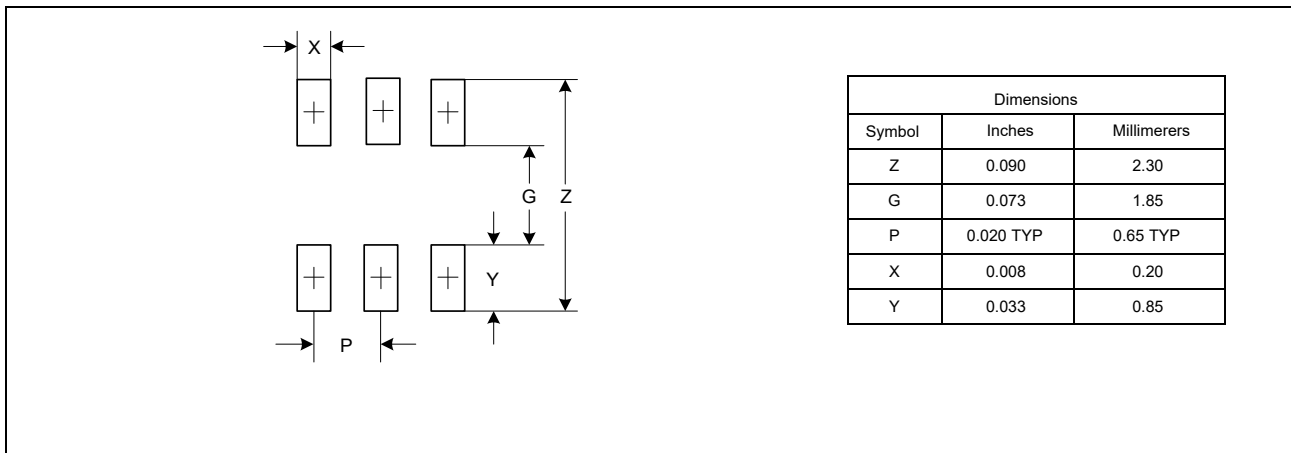 X
G
Z
Y
P
Dimensions
Symbol Inches Millimerers
Z 0.090 2.30
G 0.073 1.85
P 0.020 TYP 0.65 TYP
X 0.008 0.20
Y 0.033 0.85